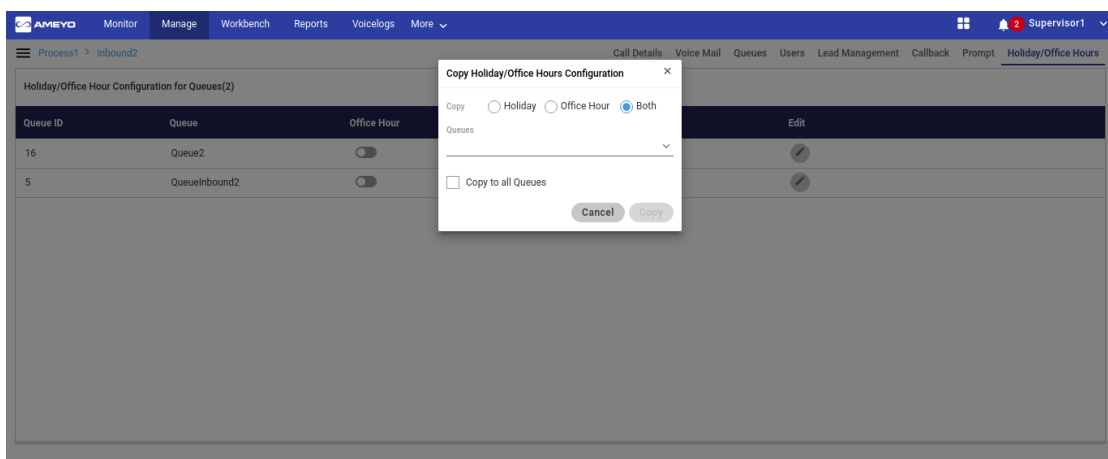 AMEYO Monitor Manage Workbench Reports Voicelogs More 2 Supervisor1
Process1 > Inbound2 Call Details Voice Mail Queues Users Lead Management Callback Prompt Holiday/Office Hours
Holiday/Office Hour Configuration for Queues(2)
Queue ID Queue Office Hour Edit
16 Queue2
5 QueueInbound2
Copy Holiday/Office Hours Configuration ×
Copy Holiday Office Hour Both
Queues
Copy to all Queues
Cancel Copy